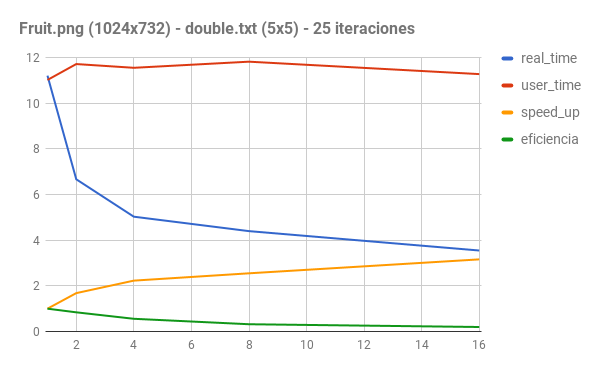 Fruit.png (1024x732) - double.txt (5x5) - 25 iteraciones
12
10
8
6
4
2
0
2 4 6 8 10 12 14 16
real_time
user_time
speed_up
eficiencia